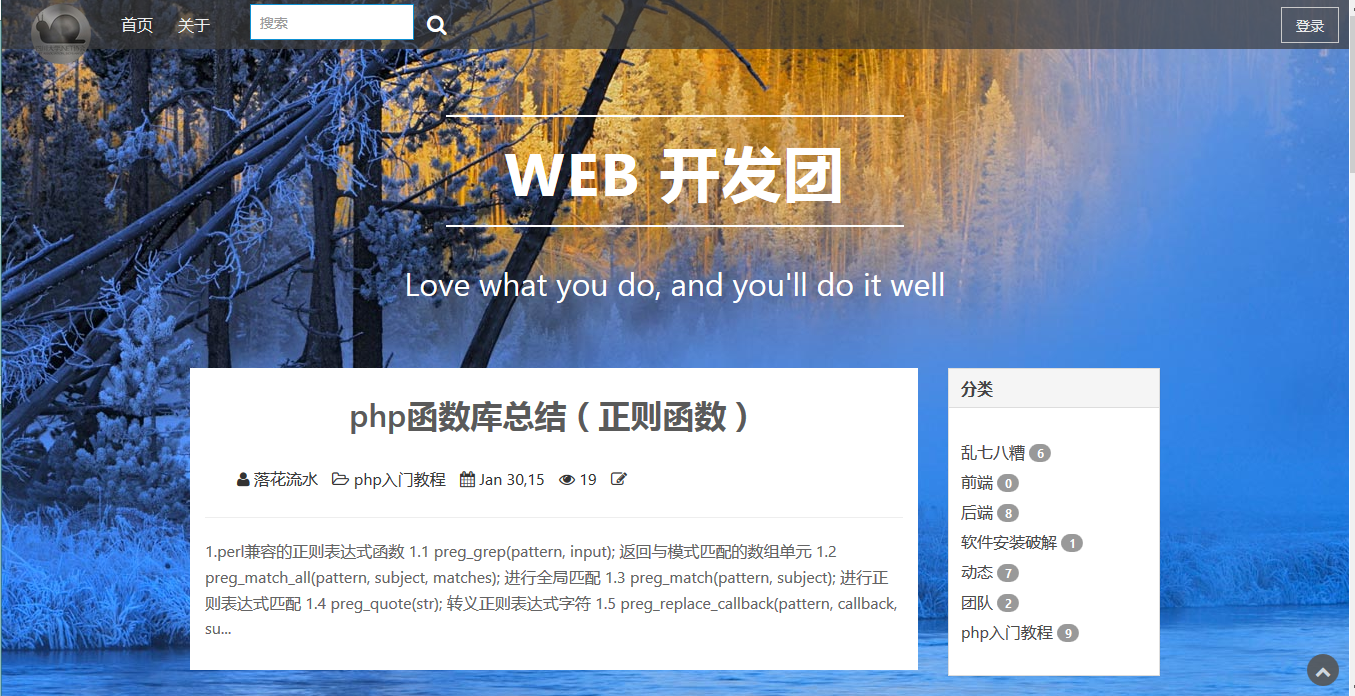 首页 关于 搜索 登录
WEB 开发团
Love what you do, and you'll do it well
php函数库总结（正则函数）
落花流水 php入门教程 Jan 30,15 19
1.perl兼容的正则表达式函数 1.1 preg_grep(pattern, input); 返回与模式匹配的数组单元 1.2
preg_match_all(pattern, subject, matches); 进行全局匹配 1.3 preg_match(pattern, subject); 进行正
则表达式匹配 1.4 preg_quote(str); 转义正则表达式字符 1.5 preg_replace_callback(pattern, callback,
su...
分类
乱七八糟 6
前端 0
后端 8
软件安装破解 1
动态 7
团队 2
php入门教程 9